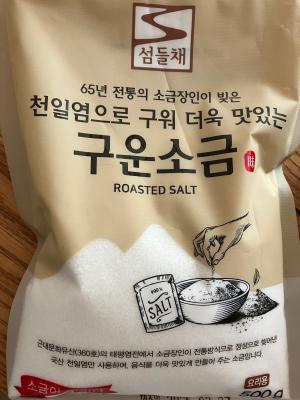 섬들채
65년 전통의 소금장인이 빚은
천일염으로 구워 더욱 맛있는
구운소금
ROASTED SALT
SALT
근대문화유산(360호)의 태평염전에서 소금장인이 전통방식으로 정성으로 빚어낸
국산 천일염만 사용하여, 음식을 더욱 맛있게 만들어 주는 소금입니다.
요리용
500g